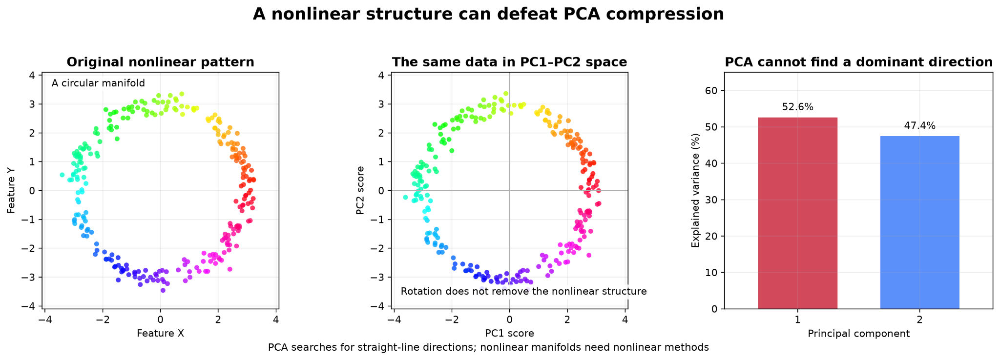 A nonlinear structure can defeat PCA compression
Original nonlinear pattern
A circular manifold
4
3
2
1
0
−1
−2
−3
−4
Feature Y
−4 −2 0 2 4
Feature X
The same data in PC1–PC2 space
4
3
2
1
0
−1
−2
−3
−4
PC2 score
Rotation does not remove the nonlinear structure
−4 −2 0 2 4
PC1 score
PCA cannot find a dominant direction
60
50
40
30
20
10
0
Explained variance (%)
52.6%
47.4%
1 2
Principal component
PCA searches for straight-line directions; nonlinear manifolds need nonlinear methods